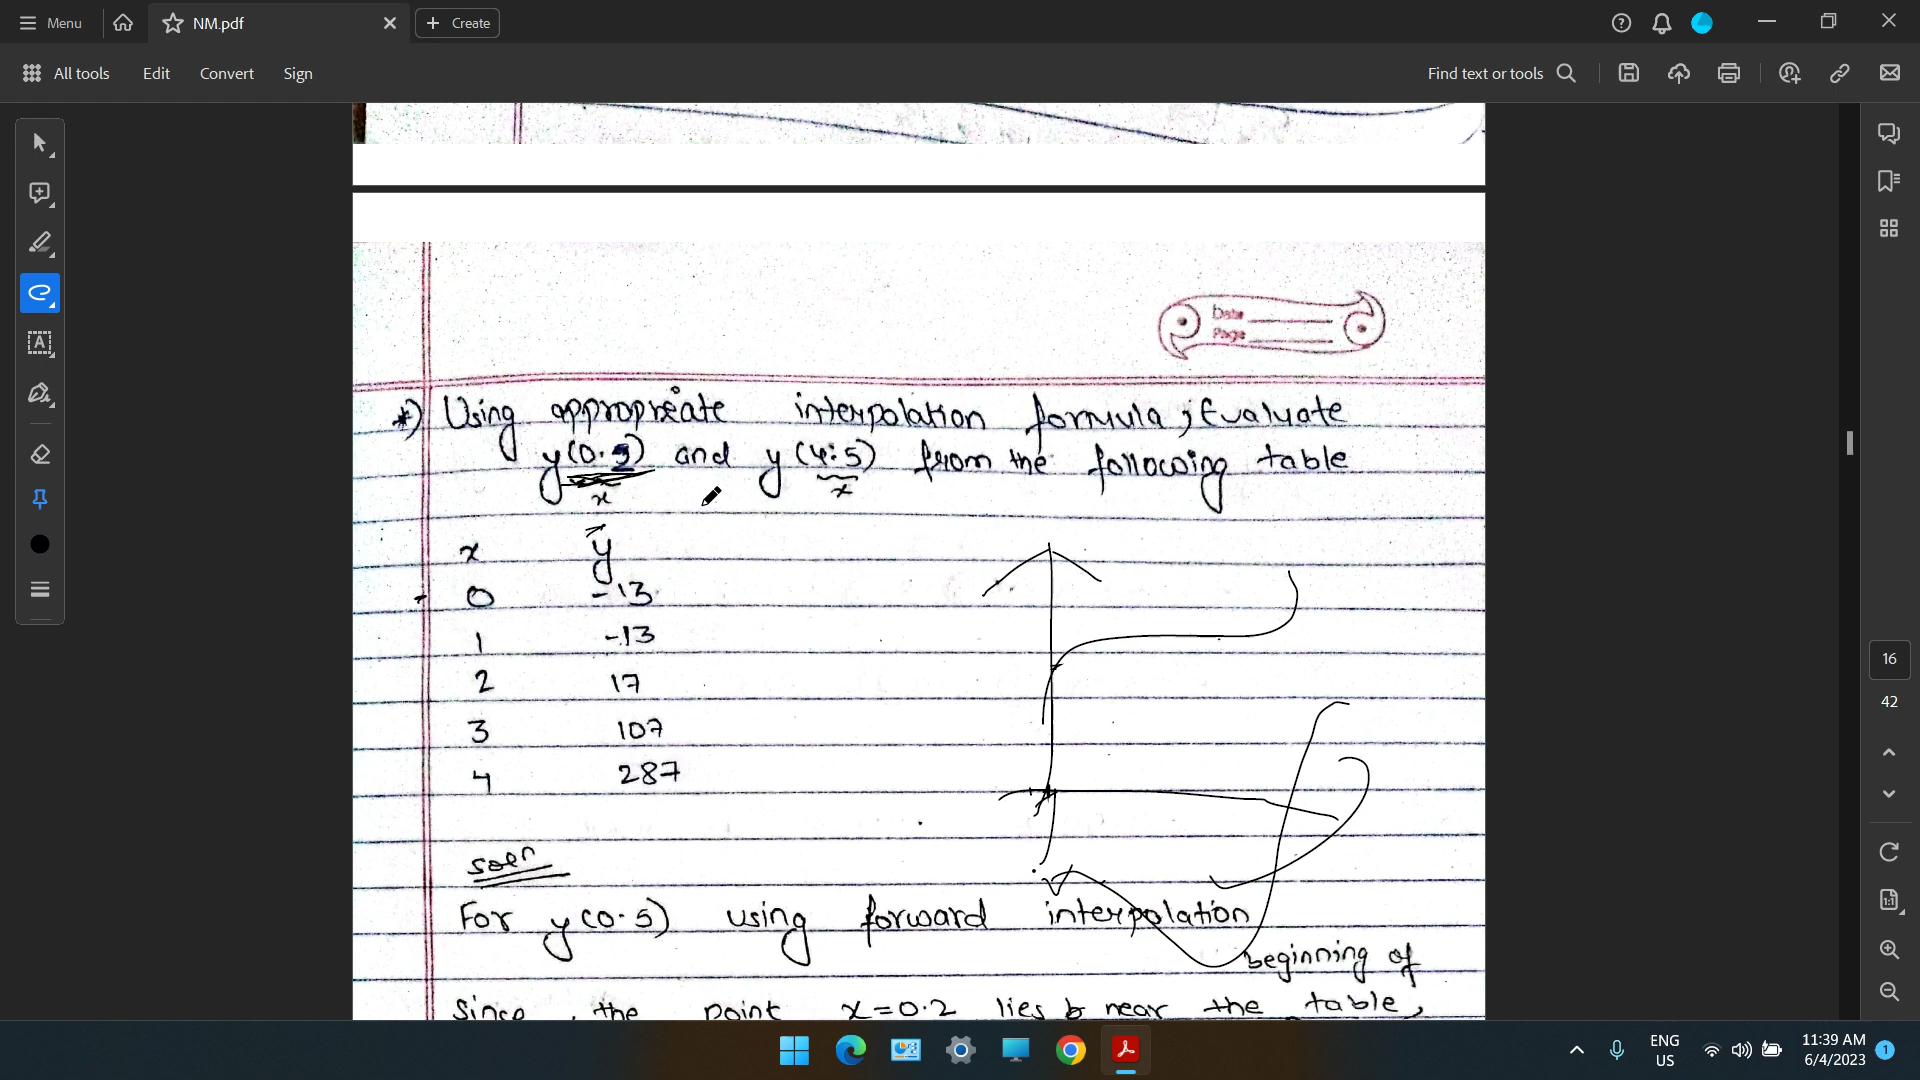 Menu NM.pdf Create
All tools Edit Convert Sign Find text or tools
Date
Page
*) Using appropriate interpolation formula, Evaluate
y(0.5) and y(4.5) from the following table
x x
x y
0 -13
1 -13
2 17
3 107
4 287
soln
For y(0.5) using forward interpolation
beginning of
Since, the point x=0.2 lies near the table,
16
42
ENG
US
11:39 AM
6/4/2023
1